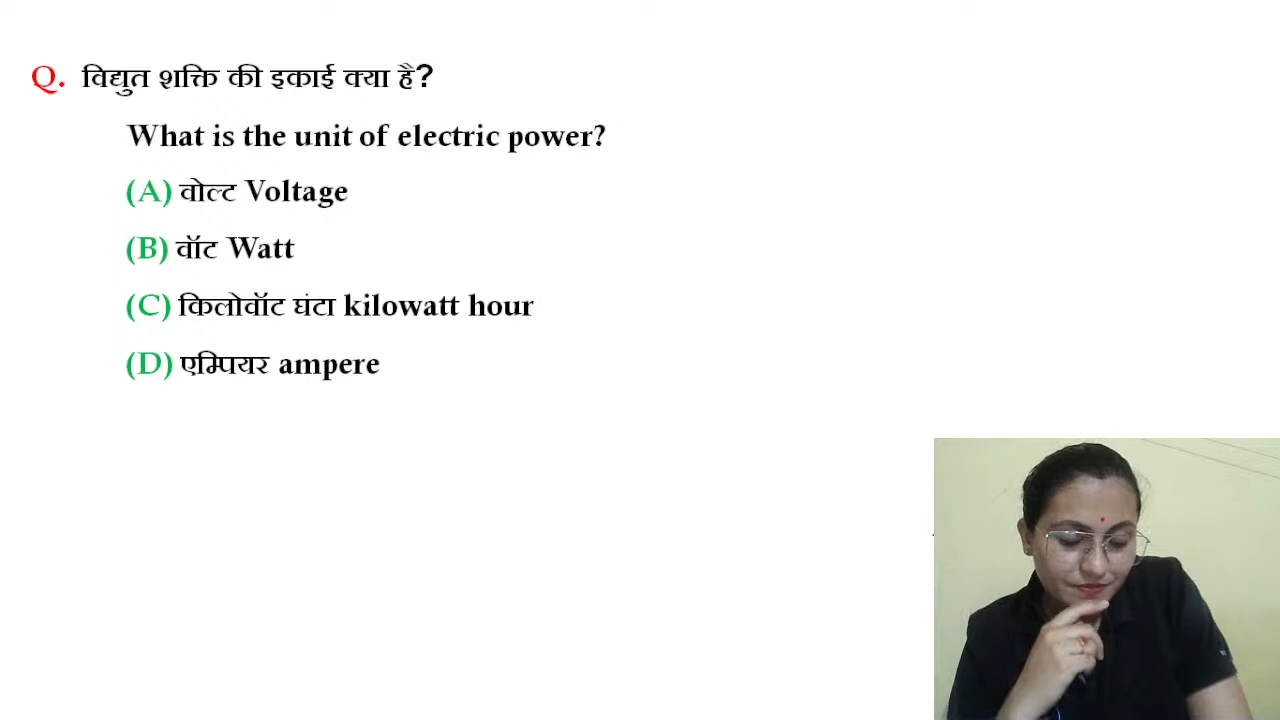 Q. विद्युत शक्ति की इकाई क्या है?
What is the unit of electric power?
(A) वोल्ट Voltage
(B) वॉट Watt
(C) किलोवॉट घंटा kilowatt hour
(D) एम्पियर ampere